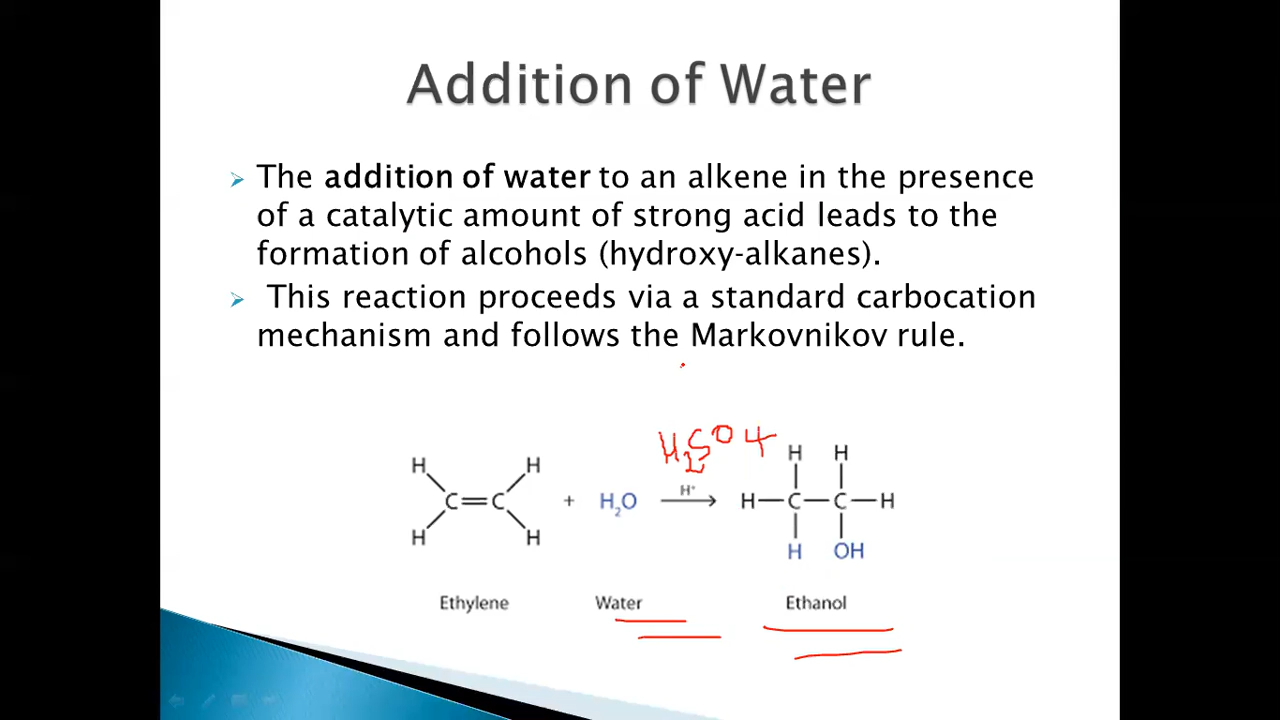 Addition of Water
The addition of water to an alkene in the presence
of a catalytic amount of strong acid leads to the
formation of alcohols (hydroxy-alkanes).
This reaction proceeds via a standard carbocation
mechanism and follows the Markovnikov rule.
H₂SO4
H H H H
H H⁺
C=C + H₂O H—C—C—H
H H H OH
Ethylene Water Ethanol